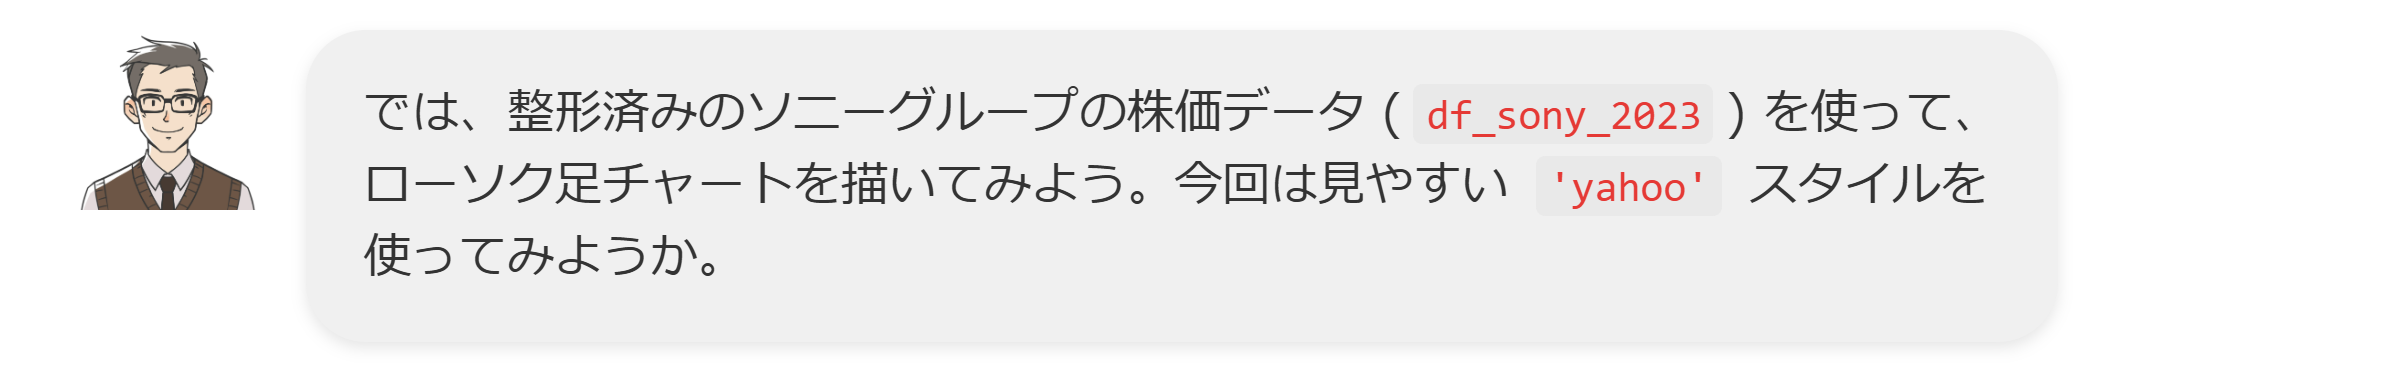 では、整形済みのソニーグループの株価データ ( df_sony_2023 ) を使って、
ローソク足チャートを描いてみよう。今回は見やすい 'yahoo' スタイルを
使ってみようか。